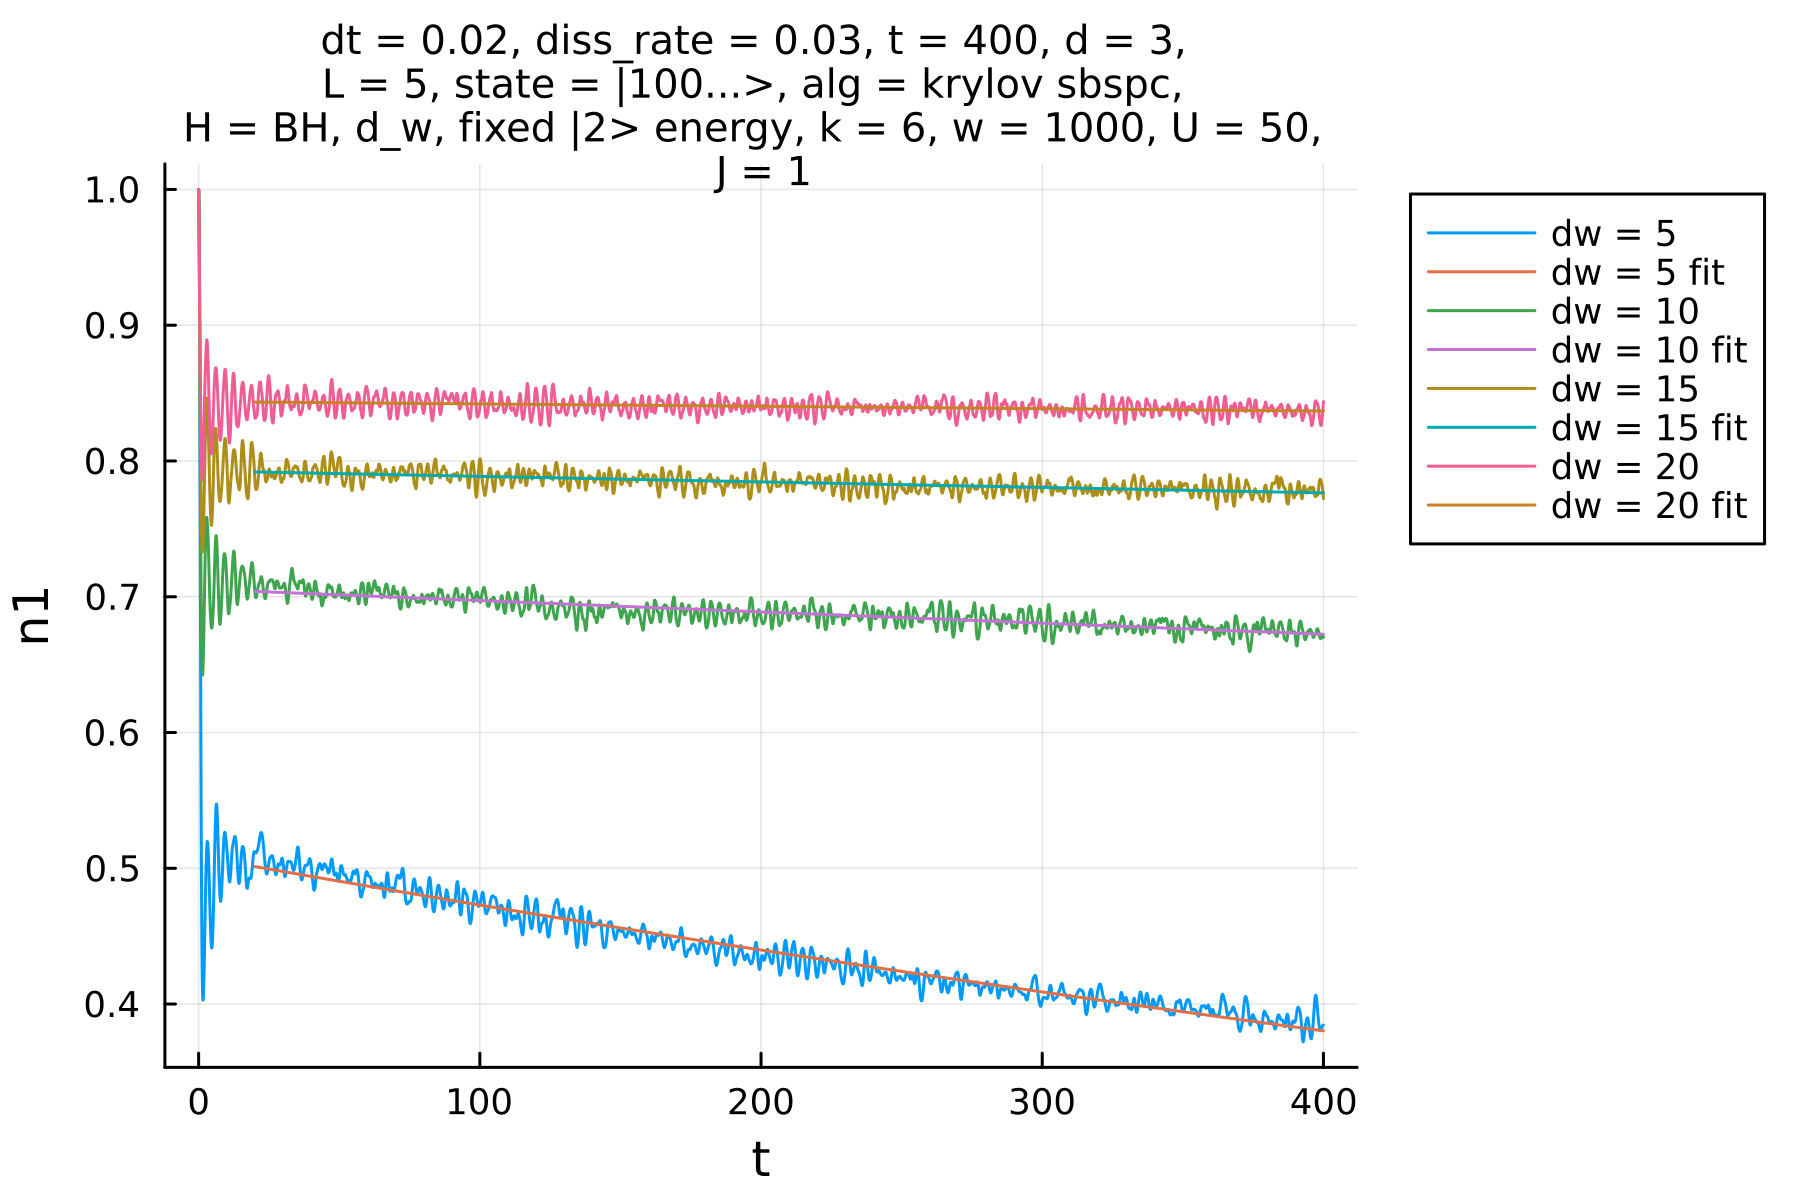 dt = 0.02, diss_rate = 0.03, t = 400, d = 3,
L = 5, state = |100...>, alg = krylov sbspc,
H = BH, d_w, fixed |2> energy, k = 6, w = 1000, U = 50,
J = 1
1.0
0.9
0.8
0.7
0.6
0.5
0.4
n1
0
100
200
300
400
t
dw = 5
dw = 5 fit
dw = 10
dw = 10 fit
dw = 15
dw = 15 fit
dw = 20
dw = 20 fit